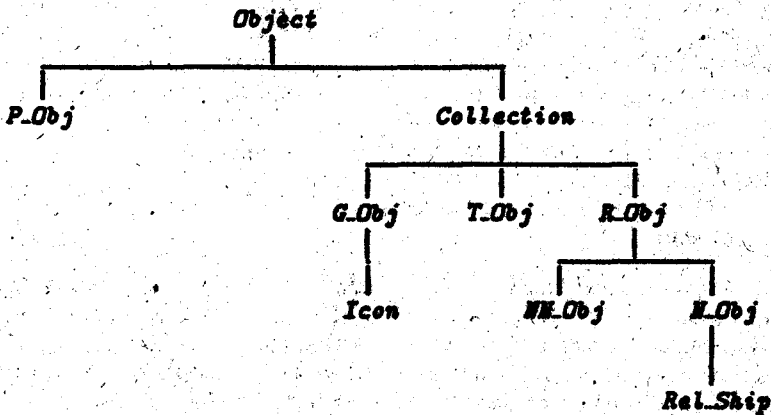 Object
P_Obj Collection
G_Obj T_Obj R_Obj
Icon NN_Obj N_Obj
Rel_Ship